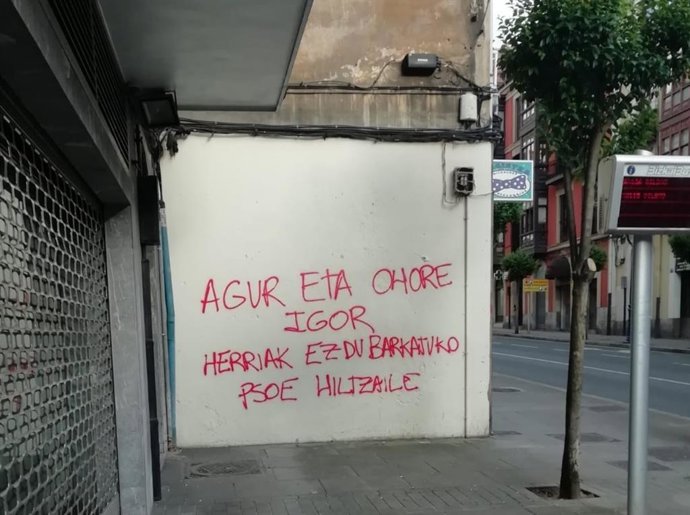 AGUR ETA OHORE
IGOR
HERRIAK EZ DU BARKATUKO
PSOE HILTZAILE